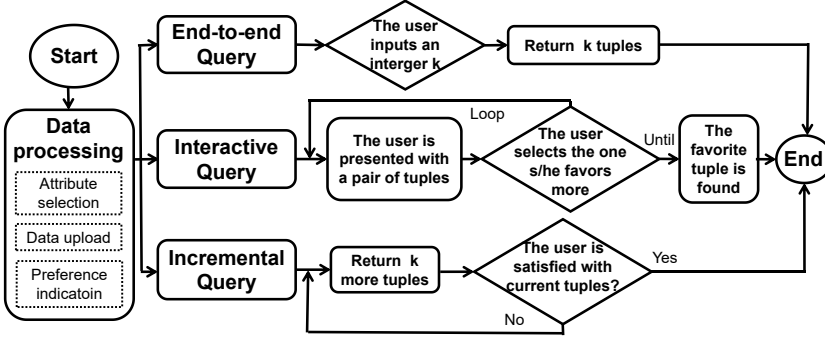 Start
Data
processing
Attribute
selection
Data upload
Preference
indicatoin
End-to-end
Query
The user
inputs an
interger k
Return k tuples
Interactive
Query
Loop
The user is
presented with
a pair of tuples
The user
selects the one
s/he favors
more
Until
The
favorite
tuple is
found
End
Incremental
Query
Return k
more tuples
The user is
satisfied with
current tuples?
Yes
No